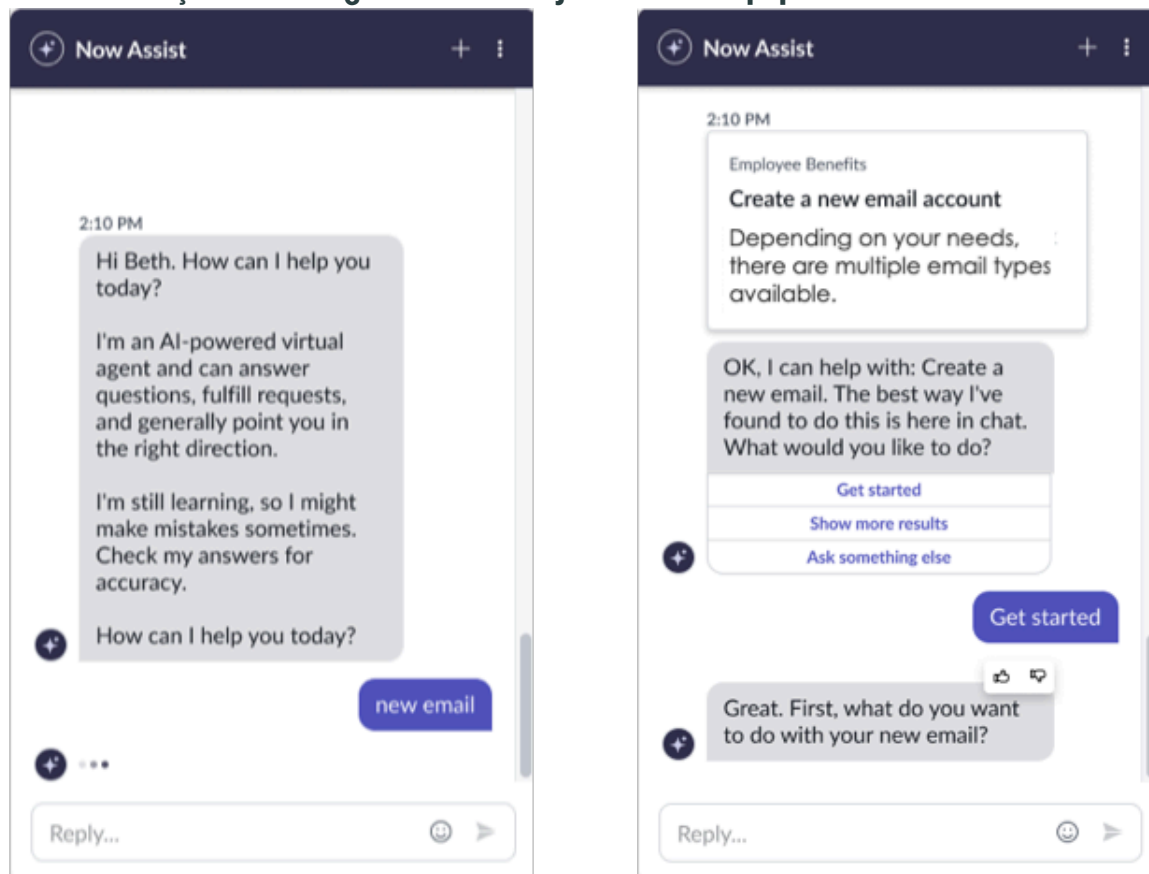 Now Assist
2:10 PM
Hi Beth. How can I help you
today?
I'm an AI-powered virtual
agent and can answer
questions, fulfill requests,
and generally point you in
the right direction.
I'm still learning, so I might
make mistakes sometimes.
Check my answers for
accuracy.
How can I help you today?
new email
Reply...
Now Assist
2:10 PM
Employee Benefits
Create a new email account
Depending on your needs,
there are multiple email types
available.
OK, I can help with: Create a
new email. The best way I've
found to do this is here in chat.
What would you like to do?
Get started
Show more results
Ask something else
Get started
Great. First, what do you want
to do with your new email?
Reply...